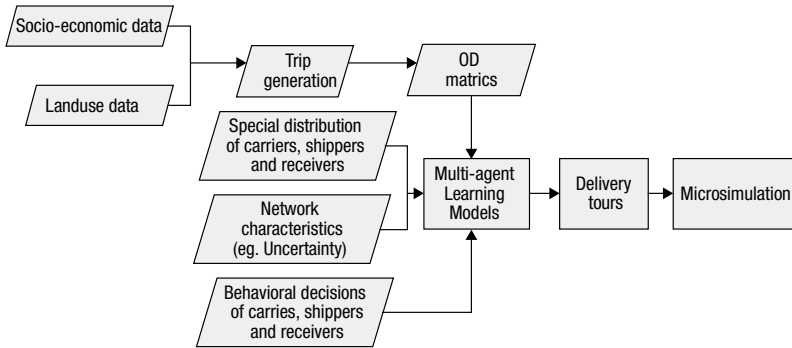 Socio-economic data
Landuse data
Trip
generation
OD
matrics
Special distribution
of carriers, shippers
and receivers
Network
characteristics
(eg. Uncertainty)
Behavioral decisions
of carries, shippers
and receivers
Multi-agent
Learning
Models
Delivery
tours
Microsimulation